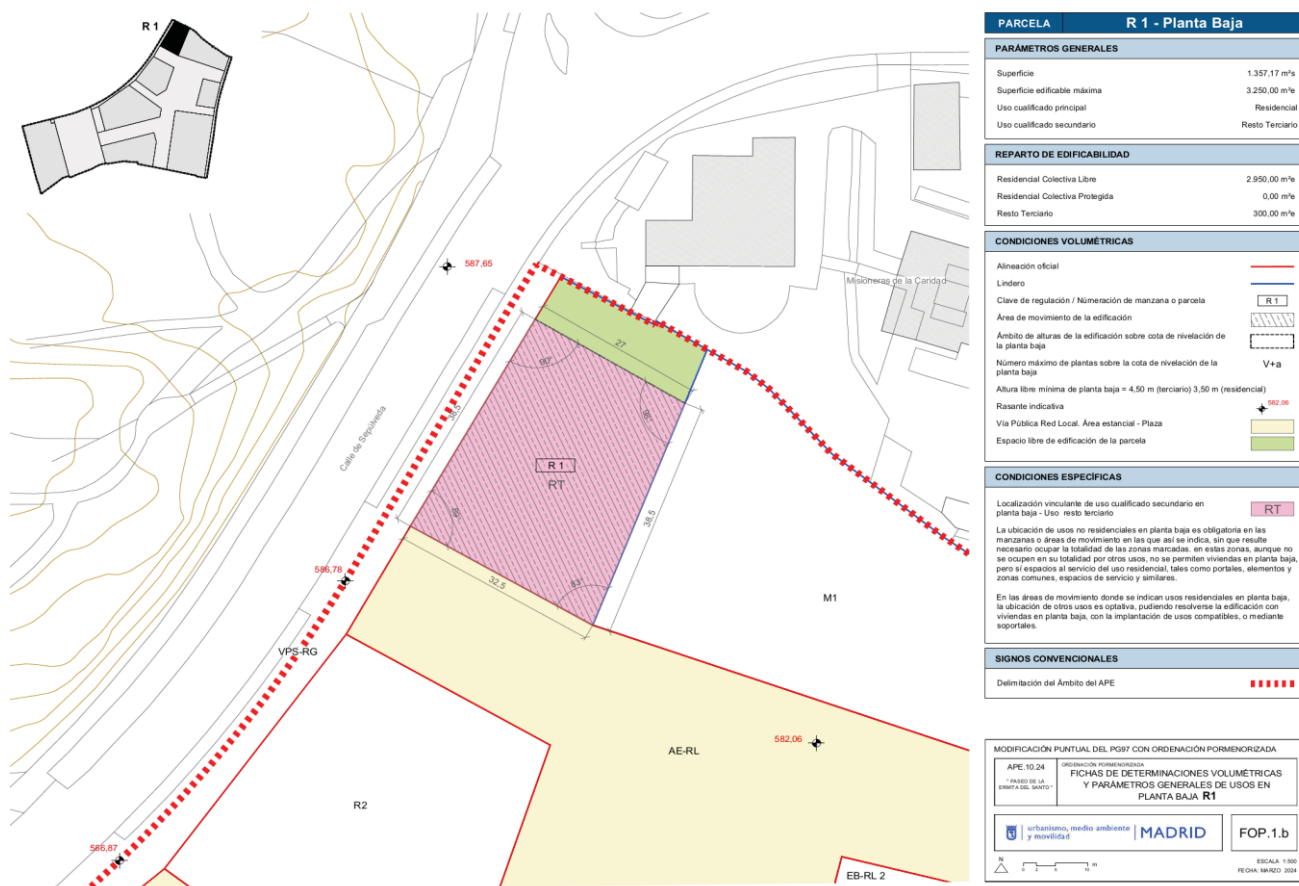 R 1
587,65
Misioneras de la Caridad
27
90°
98°
Calle de Sepúlveda
38,5
R 1
RT
38,5
89°
32,5
83°
586,78
M1
VPS-RG
AE-RL
582,06
R2
566,87
EB-RL 2
PARCELA R 1 - Planta Baja
PARÁMETROS GENERALES
Superficie 1.357,17 m²s
Superficie edificable máxima 3.250,00 m²e
Uso cualificado principal Residencial
Uso cualificado secundario Resto Terciario
REPARTO DE EDIFICABILIDAD
Residencial Colectiva Libre 2.950,00 m²e
Residencial Colectiva Protegida 0,00 m²e
Resto Terciario 300,00 m²e
CONDICIONES VOLUMÉTRICAS
Alineación oficial
Lindero
Clave de regulación / Númeración de manzana o parcela R 1
Área de movimiento de la edificación
Ámbito de alturas de la edificación sobre cota de nivelación de
la planta baja
Número máximo de plantas sobre la cota de nivelación de la V+a
planta baja
Altura libre mínima de planta baja = 4,50 m (terciario) 3,50 m (residencial)
Rasante indicativa 582,06
Vía Pública Red Local. Área estancial - Plaza
Espacio libre de edificación de la parcela
CONDICIONES ESPECÍFICAS
Localización vinculante de uso cualificado secundario en RT
planta baja - Uso resto terciario
La ubicación de usos no residenciales en planta baja es obligatoria en las
manzanas o áreas de movimiento en las que así se indica, sin que resulte
necesario ocupar la totalidad de las zonas marcadas. en estas zonas, aunque no
se ocupen en su totalidad por otros usos, no se permiten viviendas en planta baja,
pero sí espacios al servicio del uso residencial, tales como portales, elementos y
zonas comunes, espacios de servicio y similares.
En las áreas de movimiento donde se indican usos residenciales en planta baja,
la ubicación de otros usos es optativa, pudiendo resolverse la edificación con
viviendas en planta baja, con la implantación de usos compatibles, o mediante
soportales.
SIGNOS CONVENCIONALES
Delimitación del Ámbito del APE
MODIFICACIÓN PUNTUAL DEL PG97 CON ORDENACIÓN PORMENORIZADA
APE.10.24
" PASEO DE LA
ERMITA DEL SANTO "
ORDENACIÓN PORMENORIZADA
FICHAS DE DETERMINACIONES VOLUMÉTRICAS
Y PARÁMETROS GENERALES DE USOS EN
PLANTA BAJA R1
urbanismo, medio ambiente
y movilidad
MADRID
FOP.1.b
N
0 2 10 m
ESCALA 1:500
FECHA: MARZO 2024